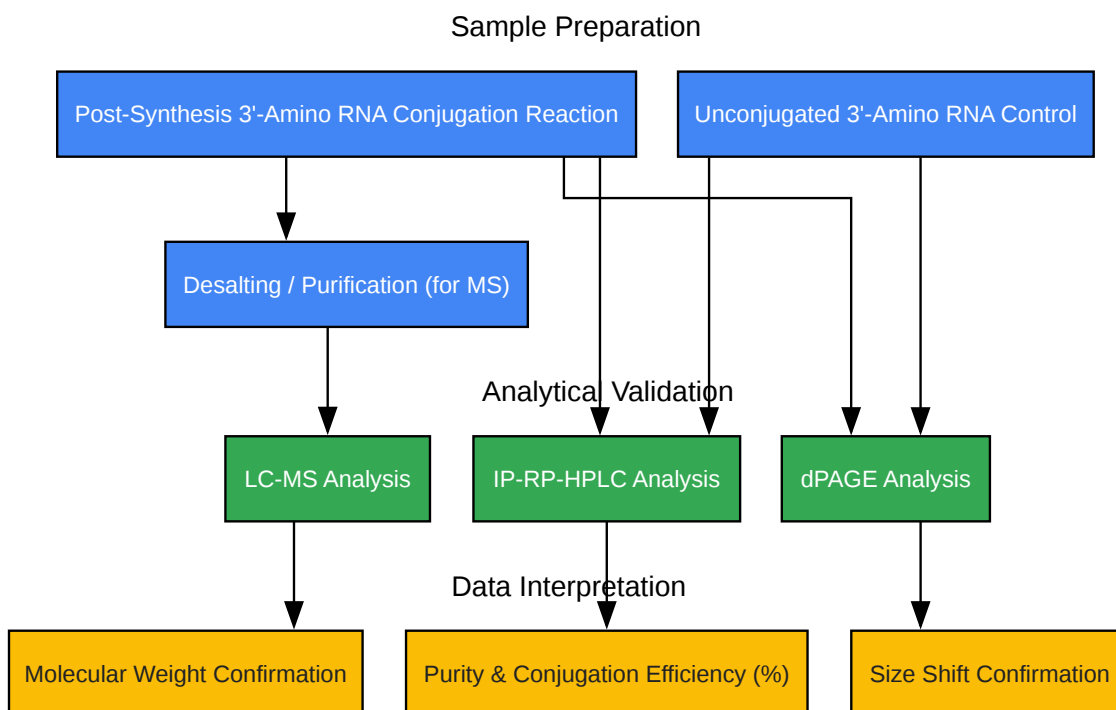 Sample Preparation
Post-Synthesis 3'-Amino RNA Conjugation Reaction
Unconjugated 3'-Amino RNA Control
Desalting / Purification (for MS)
Analytical Validation
LC-MS Analysis
IP-RP-HPLC Analysis
dPAGE Analysis
Data Interpretation
Molecular Weight Confirmation
Purity & Conjugation Efficiency (%)
Size Shift Confirmation